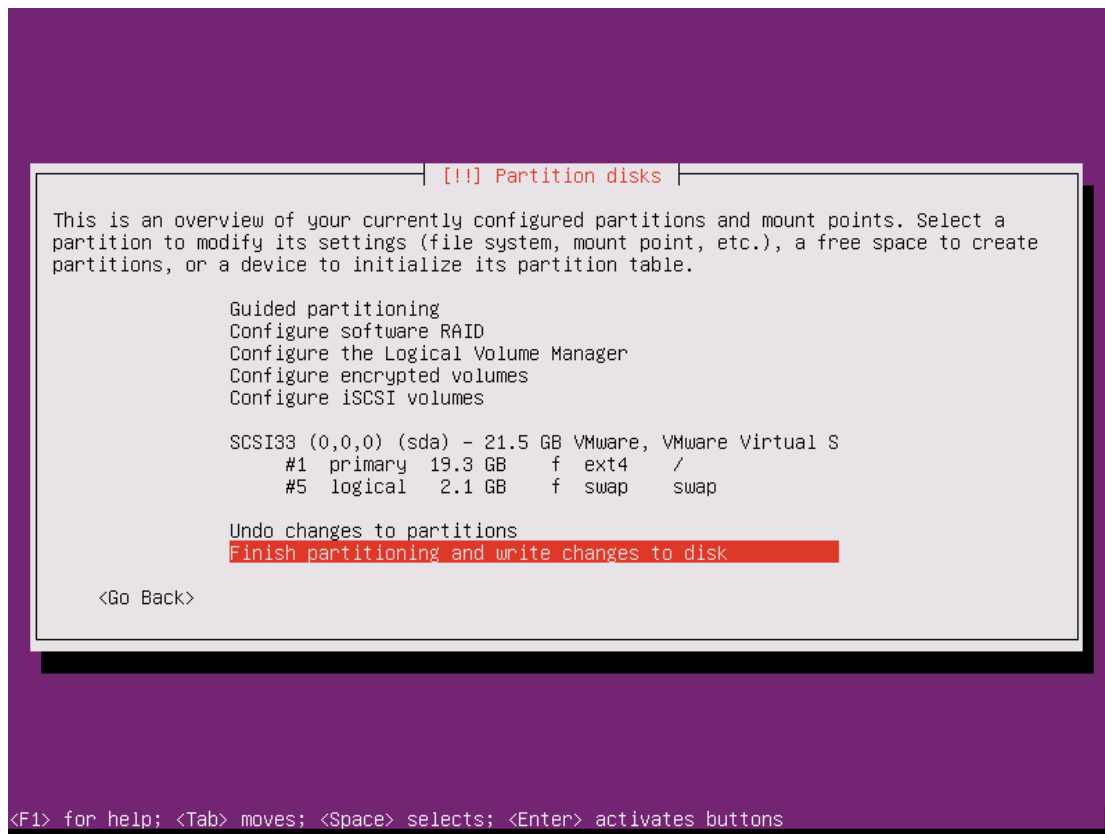 [!!] Partition disks
This is an overview of your currently configured partitions and mount points. Select a
partition to modify its settings (file system, mount point, etc.), a free space to create
partitions, or a device to initialize its partition table.
Guided partitioning
Configure software RAID
Configure the Logical Volume Manager
Configure encrypted volumes
Configure iSCSI volumes
SCSI33 (0,0,0) (sda) - 21.5 GB VMware, VMware Virtual S
#1 primary 19.3 GB f ext4 /
#5 logical 2.1 GB f swap swap
Undo changes to partitions
Finish partitioning and write changes to disk
<Go Back>
<F1> for help; <Tab> moves; <Space> selects; <Enter> activates buttons